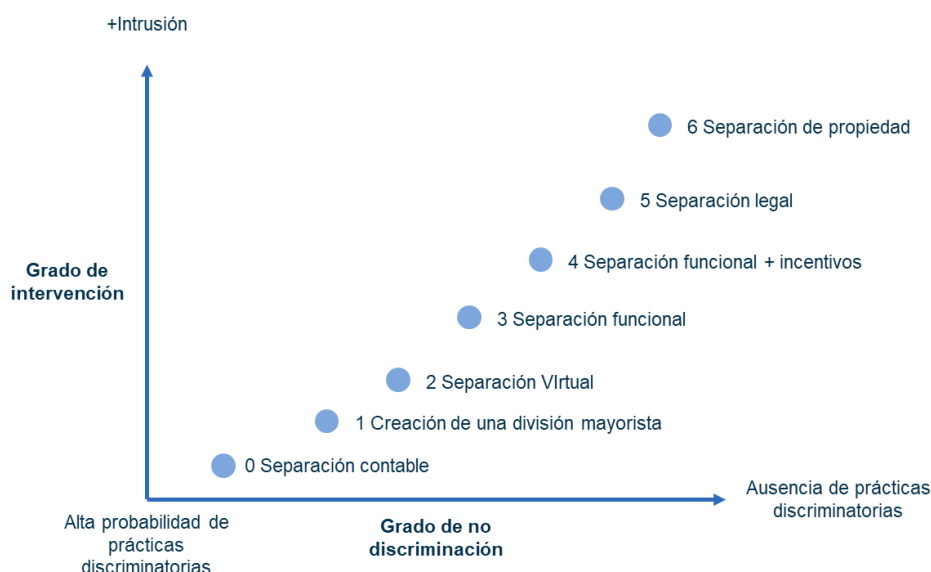 +Intrusión
6 Separación de propiedad
5 Separación legal
Grado de
intervención
4 Separación funcional + incentivos
3 Separación funcional
2 Separación VIrtual
1 Creación de una división mayorista
0 Separación contable
Ausencia de prácticas
discriminatorias
Alta probabilidad de
prácticas
discriminatorias
Grado de no
discriminación